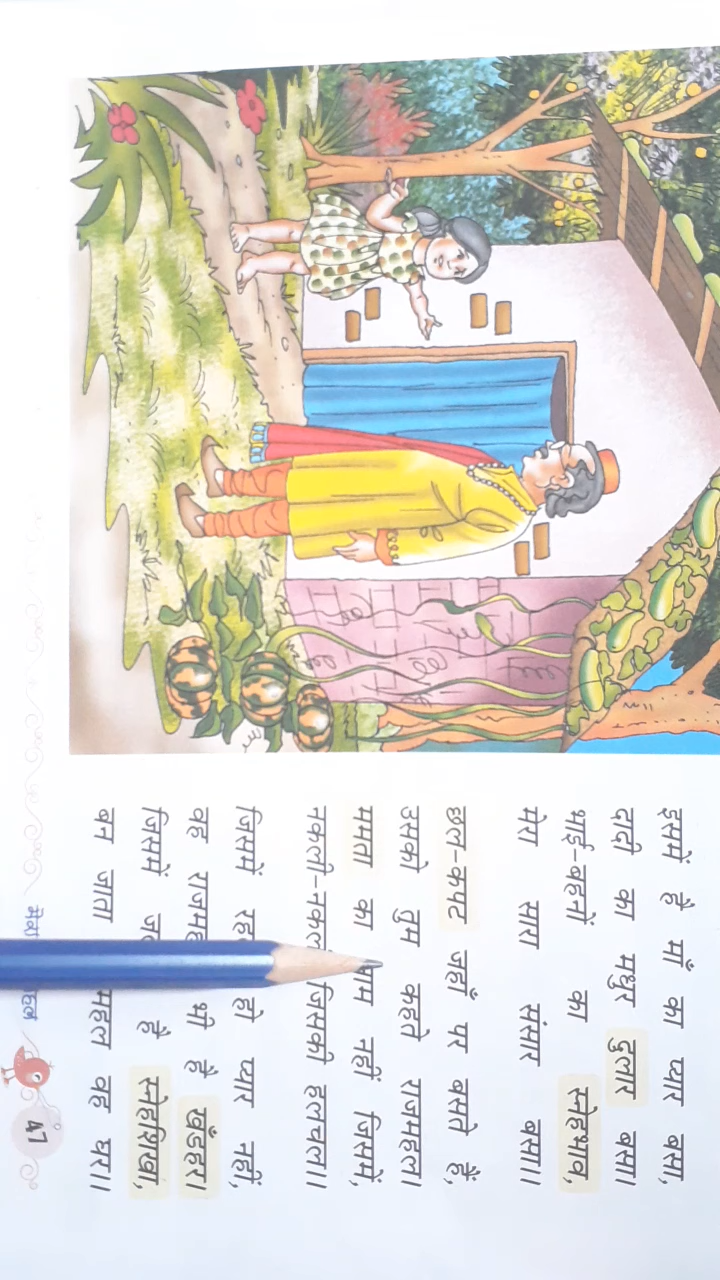 इसमें है माँ का प्यार बसा,
दादी का मधुर दुलार बसा।
भाई-बहनों का स्नेहभाव,
मेरा सारा संसार बसा।।
छल-कपट जहाँ पर बसते हैं,
उसको तुम कहते राजमहल।
ममता का नहीं जिसमें,
जिसको हलचल।।
जिसमें हो प्यार नहीं,
वह भी है खँडहर।
जिसमें है स्नेहशिखा,
बन जाता महल वह घर।।
47